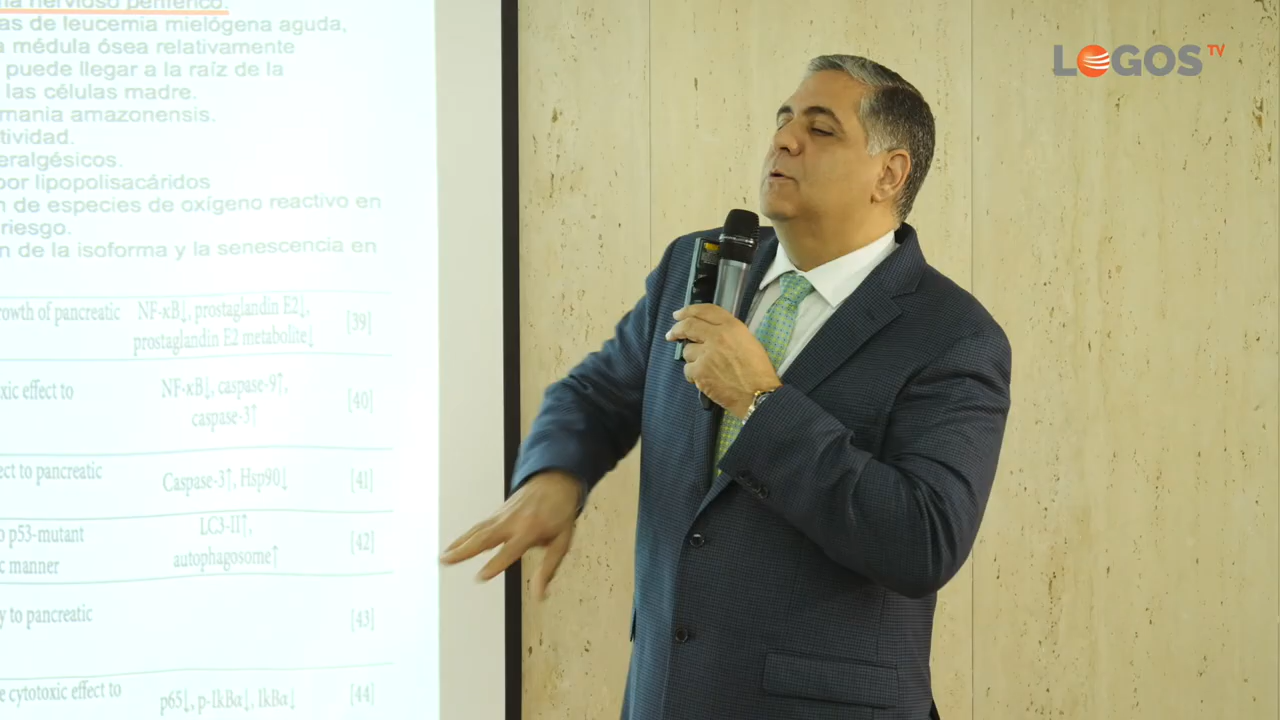 na nervioso periférico.
as de leucemia mielógena aguda,
a médula ósea relativamente
puede llegar a la raíz de la
las células madre.
mania amazonensis.
tividad.
eralgésicos.
por lipopolisacáridos
n de especies de oxígeno reactivo en
riesgo.
n de la isoforma y la senescencia en
LOGOS TV
rowth of pancreatic
NF-κB↓, prostaglandin E2↓,
prostaglandin E2 metabolite↓
[39]
xic effect to
NF-κB↓, caspase-9↑,
caspase-3↑
[40]
ect to pancreatic
Caspase-3↑, Hsp90↓
[41]
o p53-mutant
c manner
LC3-II↑,
autophagosome↑
[42]
y to pancreatic
[43]
e cytotoxic effect to
p65↓, p-IkBα↓, IkBα↓
[44]